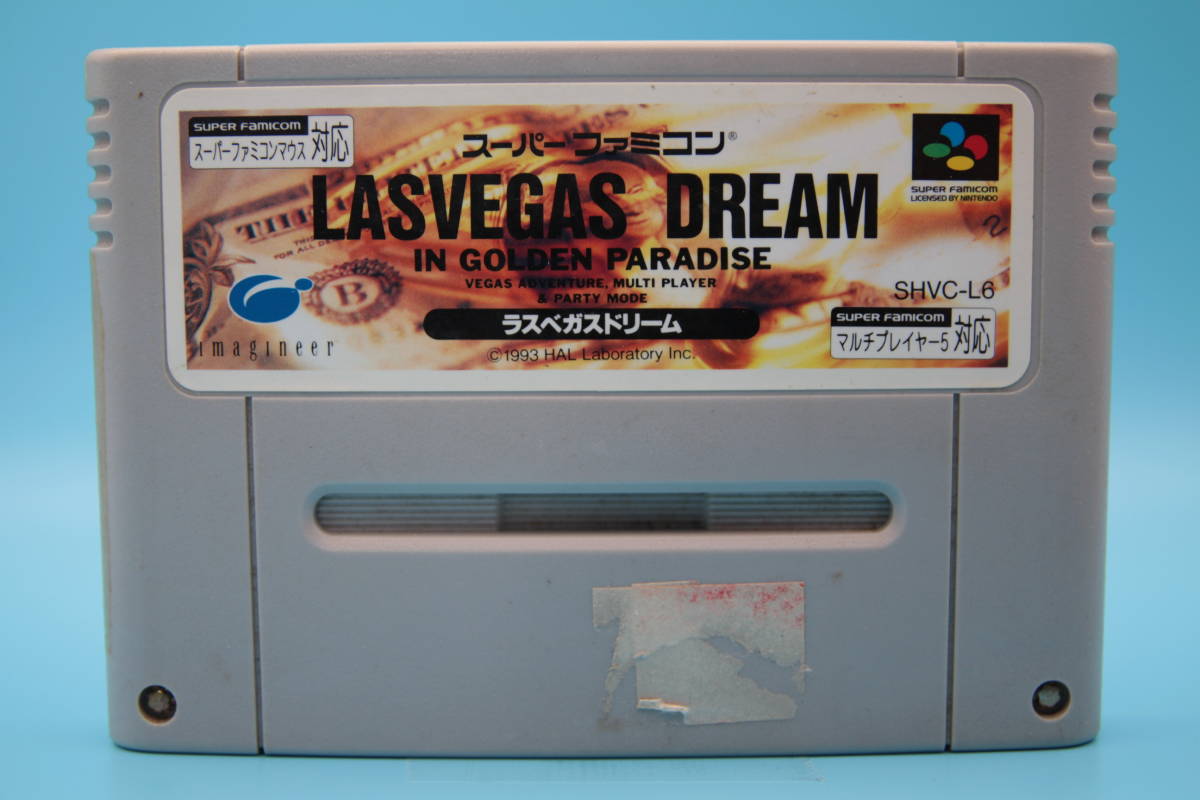 SUPER FAMICOM
スーパーファミコンマウス 対応
スーパーファミコン®
LASVEGAS DREAM
IN GOLDEN PARADISE
VEGAS ADVENTURE, MULTI PLAYER
& PARTY MODE
ラスベガスドリーム
©1993 HAL Laboratory Inc.
imagineer
SUPER FAMICOM
LICENSED BY NINTENDO
2
SHVC-L6
SUPER FAMICOM
マルチプレイヤー5 対応
B